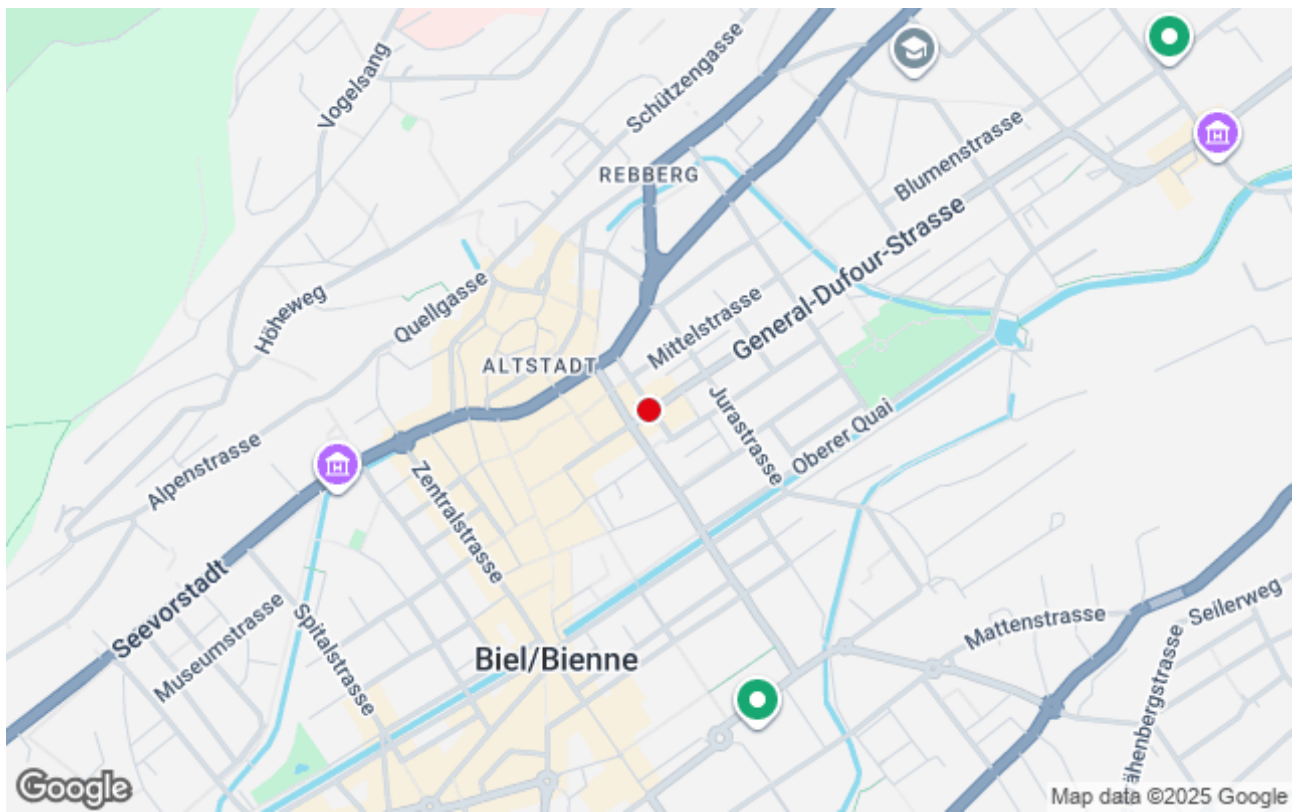 Vogelsang
Schützengasse
REBBERG
Blumenstrasse
Höheweg
Quellgasse
General-Dufour-Strasse
Mittelstrasse
ALTSTADT
Jurastrasse
Alpenstrasse
Zentralstrasse
Oberer Quai
Seevorstadt
Museumstrasse
Spitalstrasse
Mattenstrasse
Seilerweg
Biel/Bienne
ähenbergstrasse
Google
Map data ©2025 Google